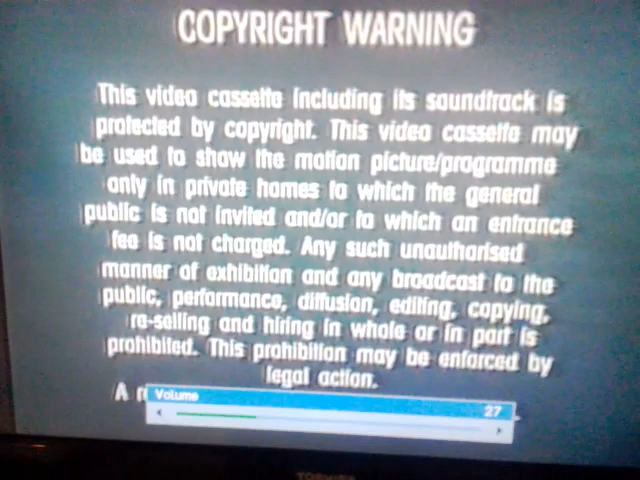 COPYRIGHT WARNING
This video cassette including its soundtrack is
protected by copyright. This video cassette may
be used to show the motion picture/programme
only in private homes to which the general
public is not invited and/or to which an entrance
fee is not charged. Any such unauthorised
manner of exhibition and any broadcast to the
public, performance, diffusion, editing, copying,
re-selling and hiring in whole or in part is
prohibited. This prohibition may be enforced by
legal action.
A
Volume 27
TOSHIBA